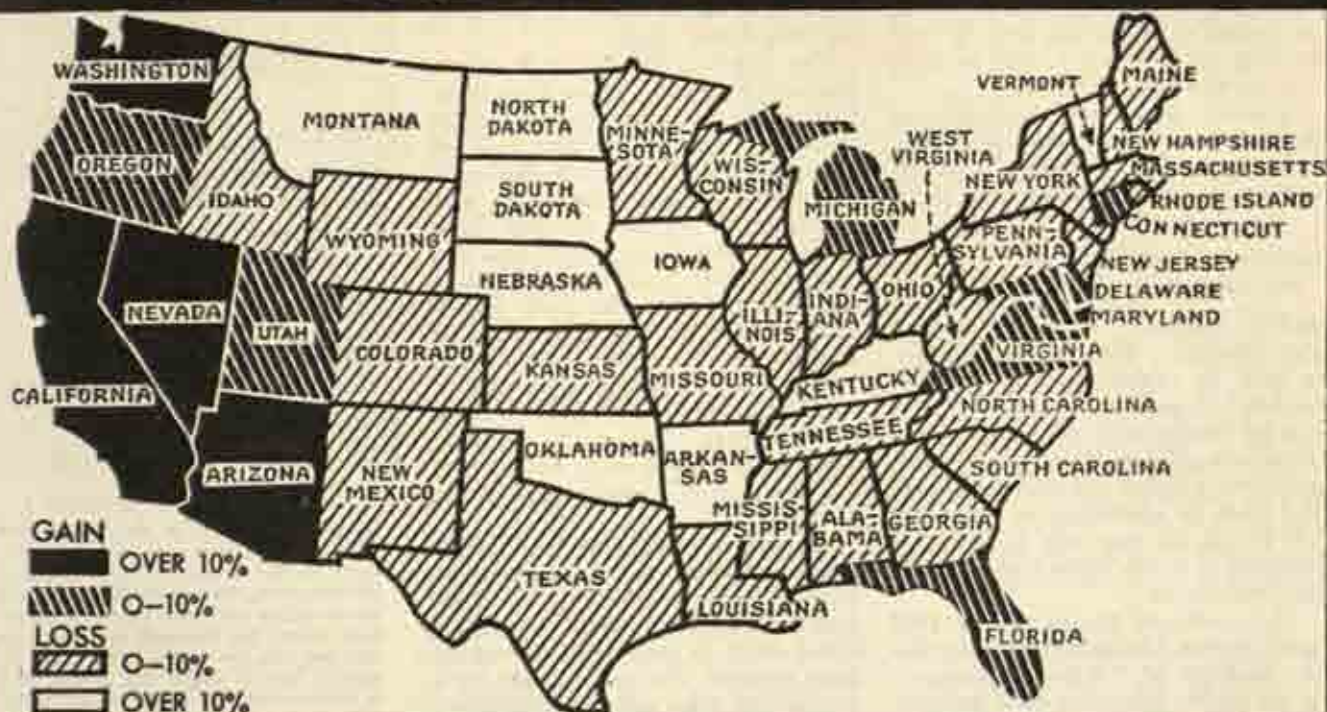 WASHINGTON
OREGON
IDAHO
MONTANA
WYOMING
NORTH
DAKOTA
SOUTH
DAKOTA
NEBRASKA
MINNE-
SOTA
WIS-
CONSIN
IOWA
MICHIGAN
WEST
VIRGINIA
VERMONT
MAINE
NEW HAMPSHIRE
MASSACHUSETTS
NEW YORK
RHODE ISLAND
CONNECTICUT
PENN-
SYLVANIA
NEW JERSEY
DELAWARE
MARYLAND
NEVADA
UTAH
COLORADO
KANSAS
MISSOURI
ILLI-
NOIS
INDI-
ANA
OHIO
VIRGINIA
KENTUCKY
CALIFORNIA
ARIZONA
NEW
MEXICO
OKLAHOMA
ARKAN-
SAS
TENNESSEE
NORTH CAROLINA
SOUTH CAROLINA
MISSIS
SIPPI
ALA-
BAMA
GEORGIA
TEXAS
LOUISIANA
FLORIDA
GAIN
OVER 10%
0–10%
LOSS
0–10%
OVER 10%